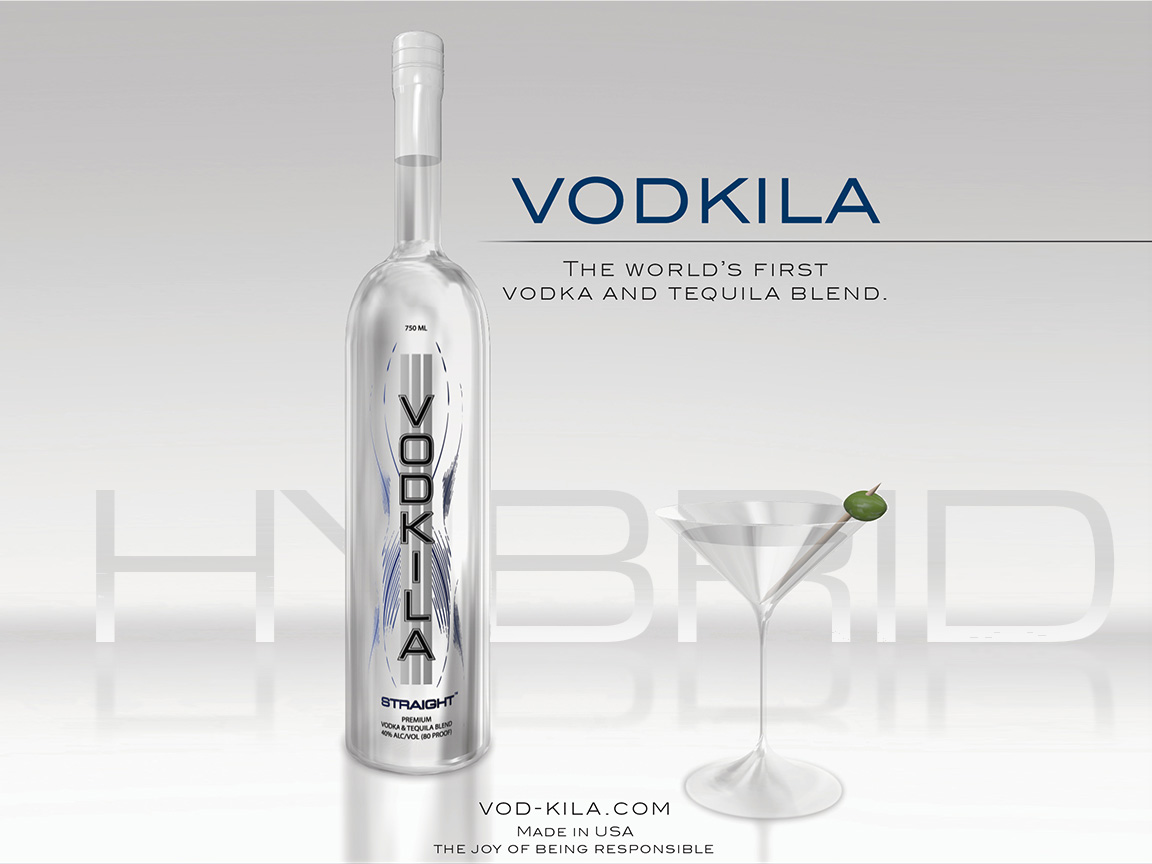 VODKILA
THE WORLD'S FIRST
VODKA AND TEQUILA BLEND.
750 ML
VODKILA
STRAIGHT™
PREMIUM
VODKA & TEQUILA BLEND
40% ALC/VOL (80 PROOF)
HYBRID
VOD-KILA.COM
MADE IN USA
THE JOY OF BEING RESPONSIBLE